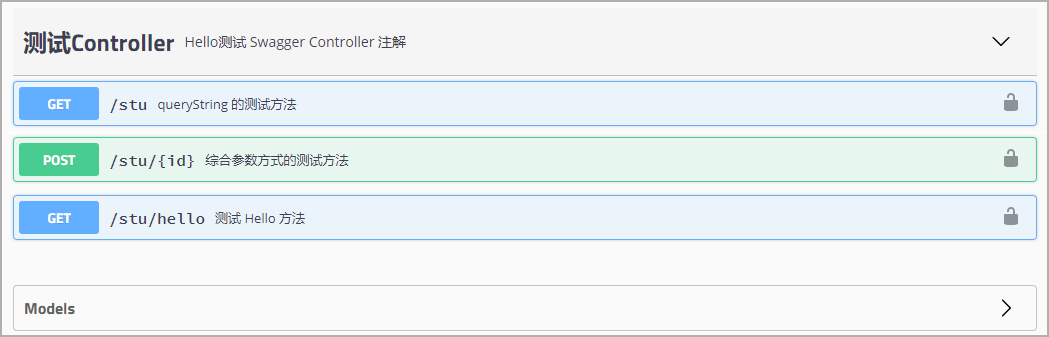 测试Controller Hello测试 Swagger Controller 注解
GET /stu queryString 的测试方法
POST /stu/{id} 综合参数方式的测试方法
GET /stu/hello 测试 Hello 方法
Models